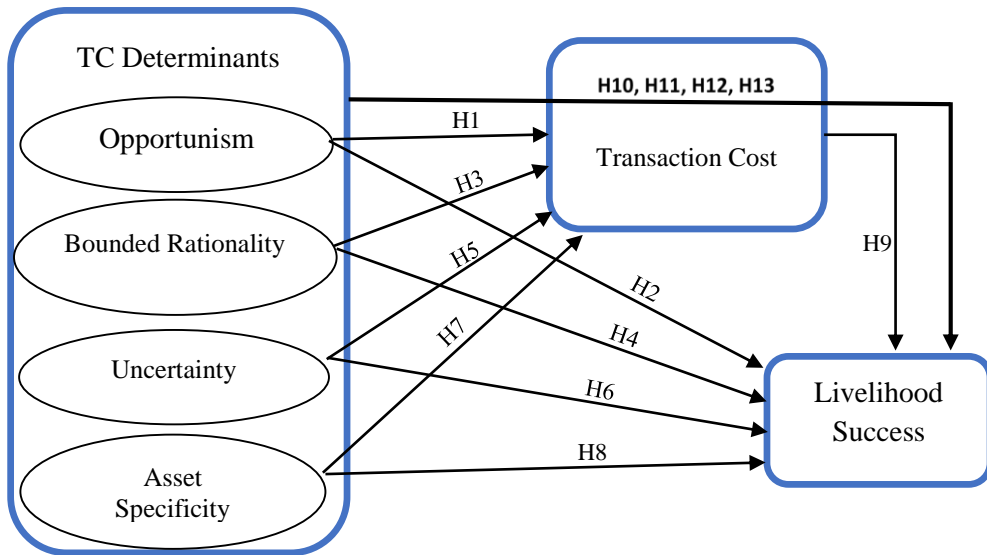 TC Determinants
Opportunism
Bounded Rationality
Uncertainty
Asset
Specificity
H10, H11, H12, H13
Transaction Cost
H1
H3
H5
H7
H2
H4
H6
H8
H9
Livelihood
Success